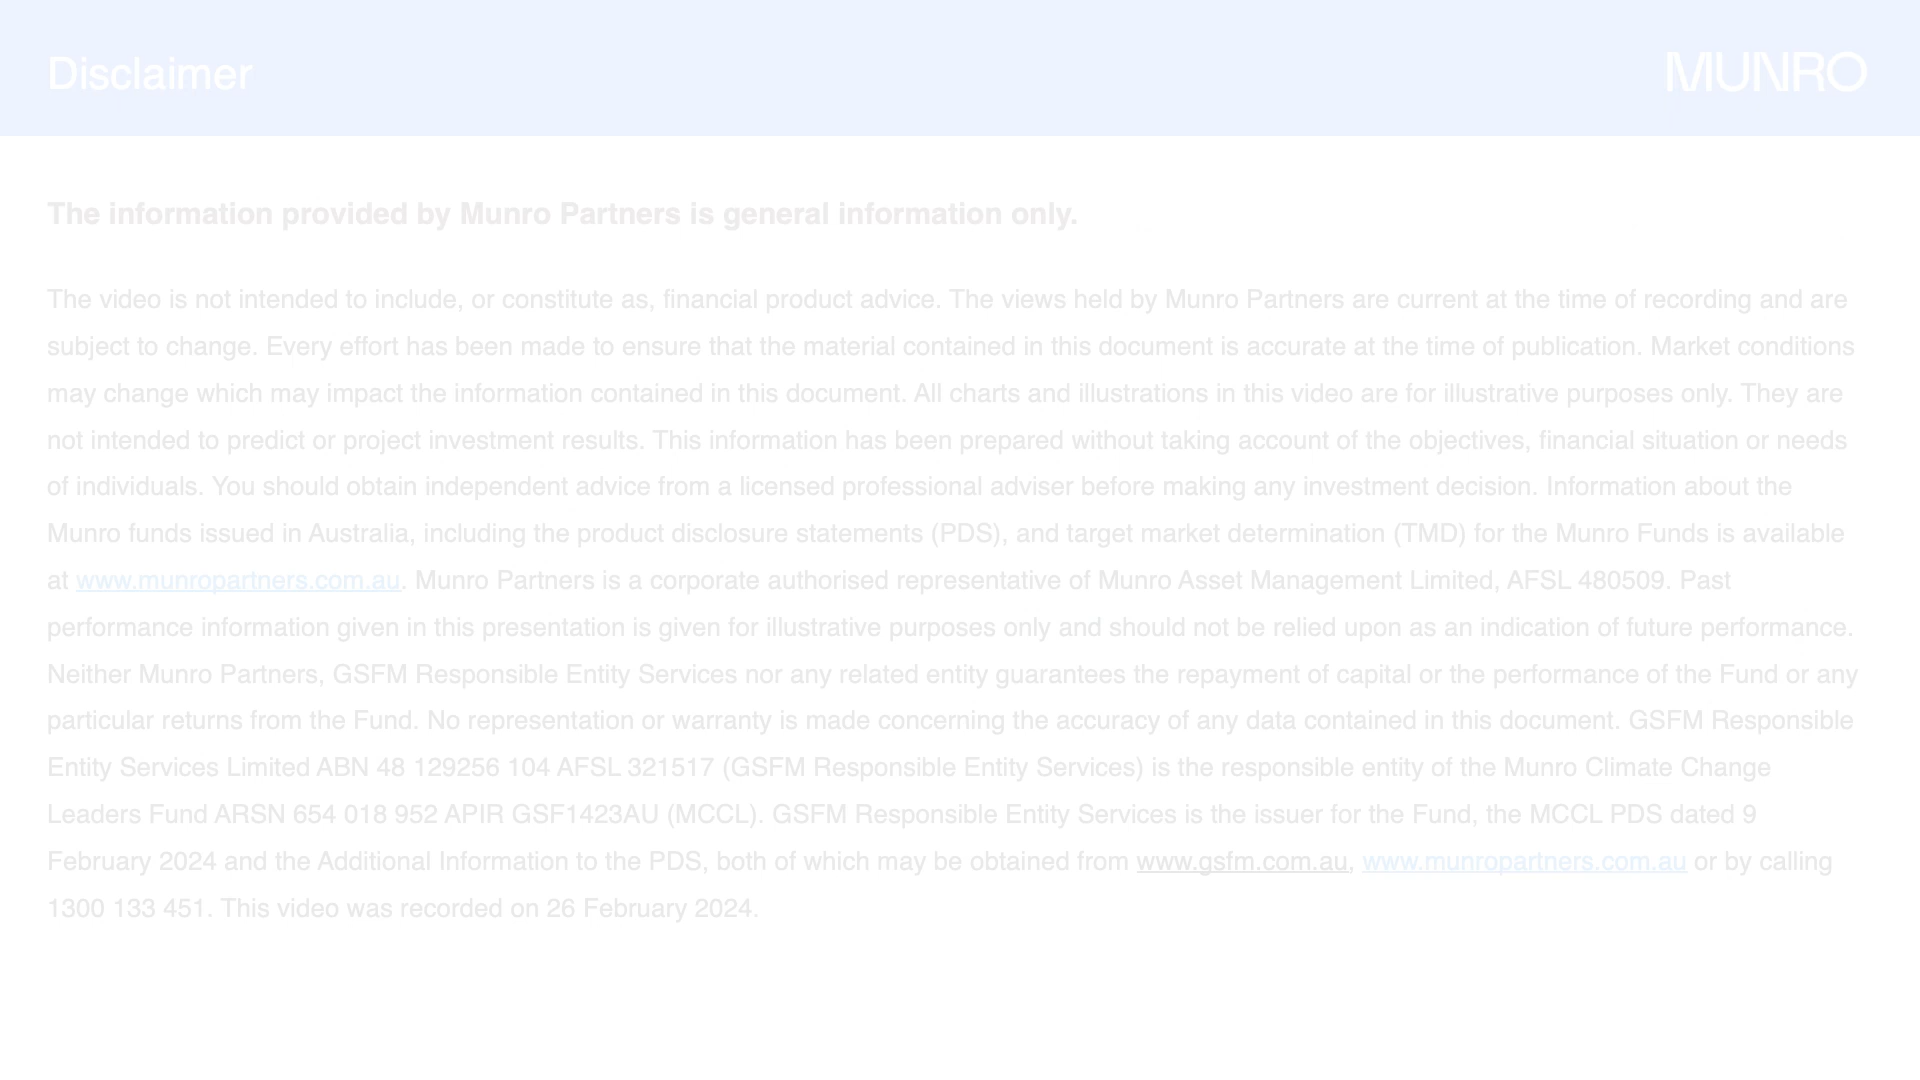 Disclaimer
MUNRO
The information provided by Munro Partners is general information only.
The video is not intended to include, or constitute as, financial product advice. The views held by Munro Partners are current at the time of recording and are
subject to change. Every effort has been made to ensure that the material contained in this document is accurate at the time of publication. Market conditions
may change which may impact the information contained in this document. All charts and illustrations in this video are for illustrative purposes only. They are
not intended to predict or project investment results. This information has been prepared without taking account of the objectives, financial situation or needs
of individuals. You should obtain independent advice from a licensed professional adviser before making any investment decision. Information about the
Munro funds issued in Australia, including the product disclosure statements (PDS), and target market determination (TMD) for the Munro Funds is available
at www.munropartners.com.au. Munro Partners is a corporate authorised representative of Munro Asset Management Limited, AFSL 480509. Past
performance information given in this presentation is given for illustrative purposes only and should not be relied upon as an indication of future performance.
Neither Munro Partners, GSFM Responsible Entity Services nor any related entity guarantees the repayment of capital or the performance of the Fund or any
particular returns from the Fund. No representation or warranty is made concerning the accuracy of any data contained in this document. GSFM Responsible
Entity Services Limited ABN 48 129256 104 AFSL 321517 (GSFM Responsible Entity Services) is the responsible entity of the Munro Climate Change
Leaders Fund ARSN 654 018 952 APIR GSF1423AU (MCCL). GSFM Responsible Entity Services is the issuer for the Fund, the MCCL PDS dated 9
February 2024 and the Additional Information to the PDS, both of which may be obtained from www.gsfm.com.au, www.munropartners.com.au or by calling
1300 133 451. This video was recorded on 26 February 2024.